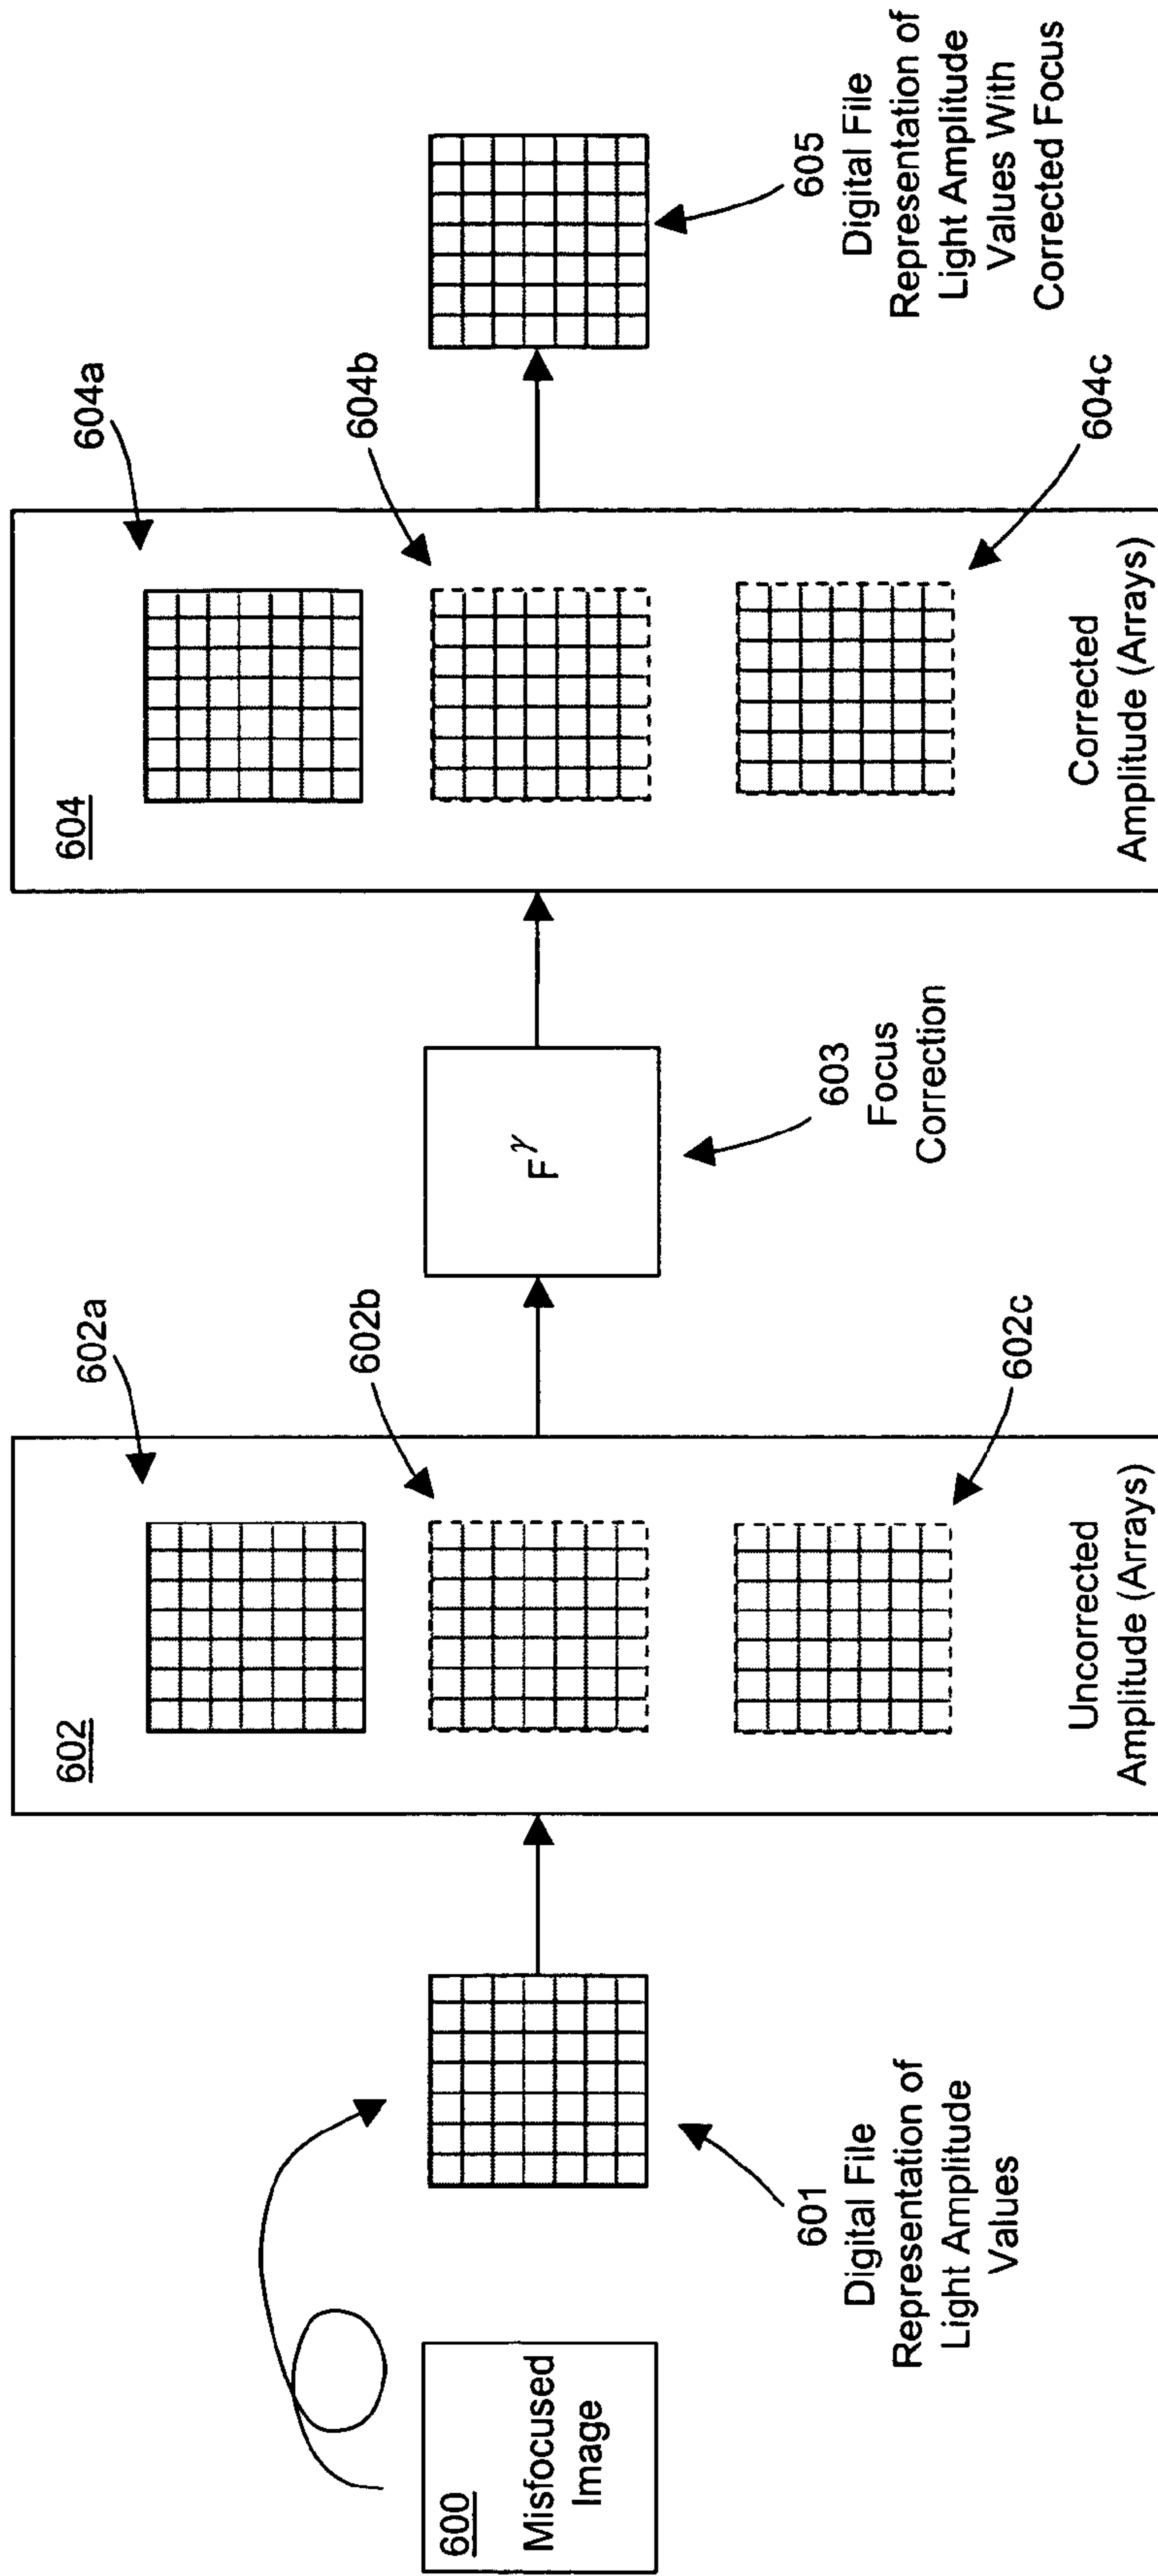 600
Misfocused
Image
601
Digital File
Representation of
Light Amplitude
Values
602
602a
602b
602c
Uncorrected
Amplitude (Arrays)
F^γ
603
Focus
Correction
604
604a
604b
604c
Corrected
Amplitude (Arrays)
605
Digital File
Representation of
Light Amplitude
Values With
Corrected Focus